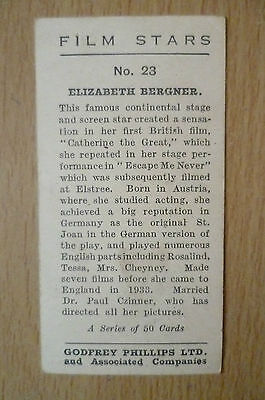 FILM STARS
No. 23
ELIZABETH BERGNER.
This famous continental stage
and screen star created a sensa-
tion in her first British film,
"Catherine the Great," which
she repeated in her stage per-
formance in "Escape Me Never"
which was subsequently filmed
at Elstree. Born in Austria,
where she studied acting, she
achieved a big reputation in
Germany as the original St.
Joan in the German version of
the play, and played numerous
English parts including Rosalind,
Tessa, Mrs. Cheyney. Made
seven films before she came to
England in 1933. Married
Dr. Paul Czinner, who has
directed all her pictures.
A Series of 50 Cards
GODFREY PHILLIPS LTD.
and Associated Companies